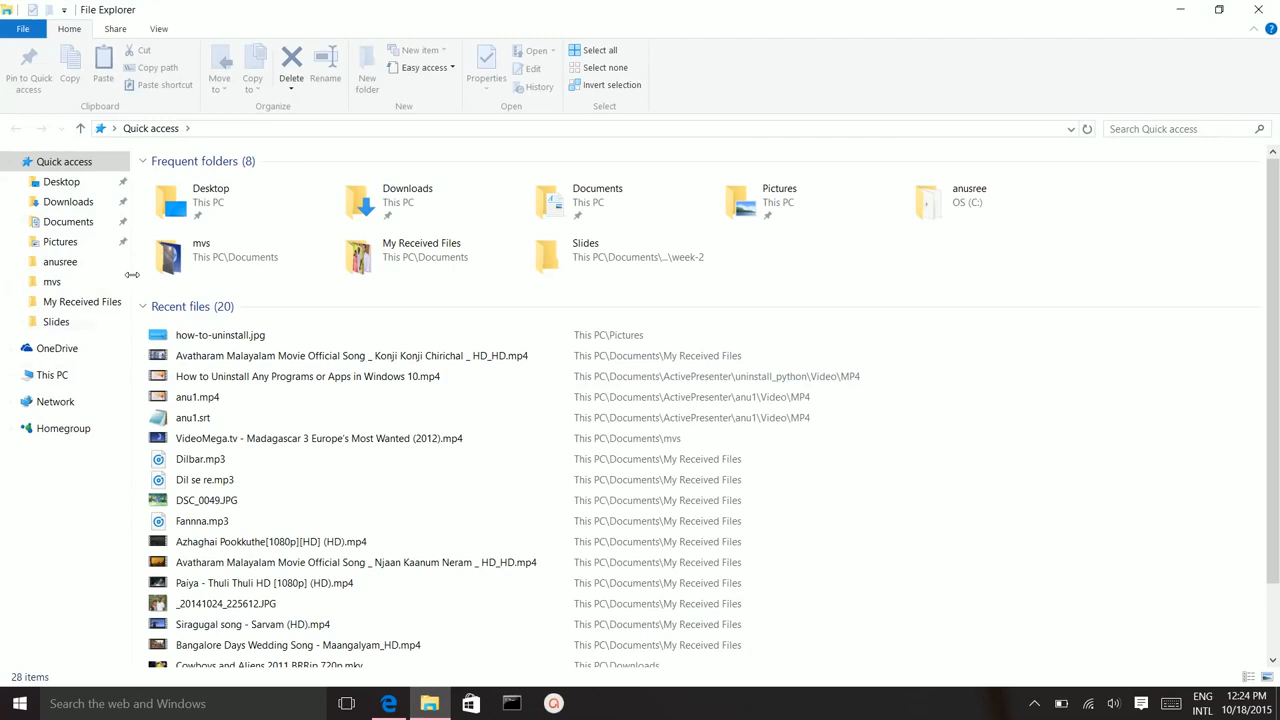 File Explorer
File Home Share View
Pin to Quick access
Copy
Paste
Cut
Copy path
Paste shortcut
Clipboard
Move to
Copy to
Delete
Rename
Organize
New folder
New item
Easy access
New
Properties
Open
Edit
History
Open
Select all
Select none
Invert selection
Select
Quick access
Search Quick access
Quick access
Desktop
Downloads
Documents
Pictures
anusree
mvs
My Received Files
Slides
OneDrive
This PC
Network
Homegroup
Frequent folders (8)
Desktop
This PC
Downloads
This PC
Documents
This PC
Pictures
This PC
anusree
OS (C:)
mvs
This PC\Documents
My Received Files
This PC\Documents
Slides
This PC\Documents\...\week-2
Recent files (20)
how-to-uninstall.jpg This PC\Pictures
Avatharam Malayalam Movie Official Song _ Konji Konji Chirichal _ HD_HD.mp4 This PC\Documents\My Received Files
How to Uninstall Any Programs or Apps in Windows 10.mp4 This PC\Documents\ActivePresenter\uninstall_python\Video\MP4
anu1.mp4 This PC\Documents\ActivePresenter\anu1\Video\MP4
anu1.srt This PC\Documents\ActivePresenter\anu1\Video\MP4
VideoMega.tv - Madagascar 3 Europe's Most Wanted (2012).mp4 This PC\Documents\mvs
Dilbar.mp3 This PC\Documents\My Received Files
Dil se re.mp3 This PC\Documents\My Received Files
DSC_0049.JPG This PC\Documents\My Received Files
Fannna.mp3 This PC\Documents\My Received Files
Azhaghai Pookkuthe[1080p][HD] (HD).mp4 This PC\Documents\My Received Files
Avatharam Malayalam Movie Official Song _ Njaan Kaanum Neram _ HD_HD.mp4 This PC\Documents\My Received Files
Paiya - Thuli Thuli HD [1080p] (HD).mp4 This PC\Documents\My Received Files
_20141024_225612.JPG This PC\Documents\My Received Files
Siragugal song - Sarvam (HD).mp4 This PC\Documents\My Received Files
Bangalore Days Wedding Song - Maangalyam_HD.mp4 This PC\Documents\My Received Files
Cowboys and Aliens 2011 BRRip 720p.mkv This PC\Downloads
28 items
Search the web and Windows
ENG
INTL
12:24 PM
10/18/2015